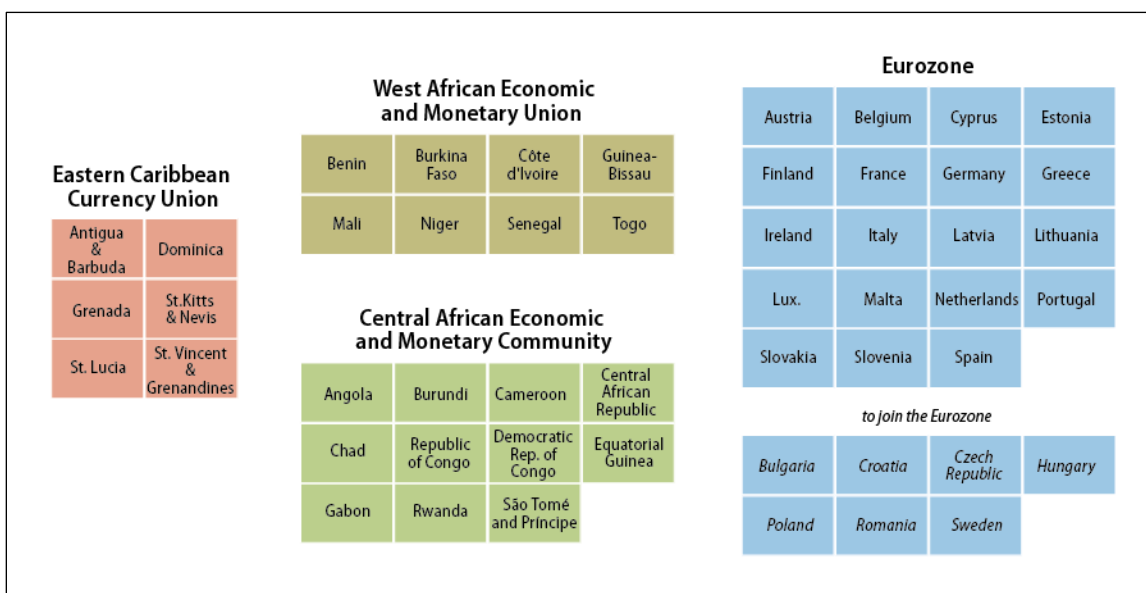 Eastern Caribbean
Currency Union
Antigua
&
Barbuda
Dominica
Grenada
St.Kitts
& Nevis
St. Lucia
St. Vincent
&
Grenandines
West African Economic
and Monetary Union
Benin
Burkina
Faso
Côte
d'Ivoire
Guinea-
Bissau
Mali
Niger
Senegal
Togo
Central African Economic
and Monetary Community
Angola
Burundi
Cameroon
Central
African
Republic
Chad
Republic
of Congo
Democratic
Rep. of
Congo
Equatorial
Guinea
Gabon
Rwanda
São Tomé
and Príncipe
Eurozone
Austria
Belgium
Cyprus
Estonia
Finland
France
Germany
Greece
Ireland
Italy
Latvia
Lithuania
Lux.
Malta
Netherlands
Portugal
Slovakia
Slovenia
Spain
to join the Eurozone
Bulgaria
Croatia
Czech
Republic
Hungary
Poland
Romania
Sweden